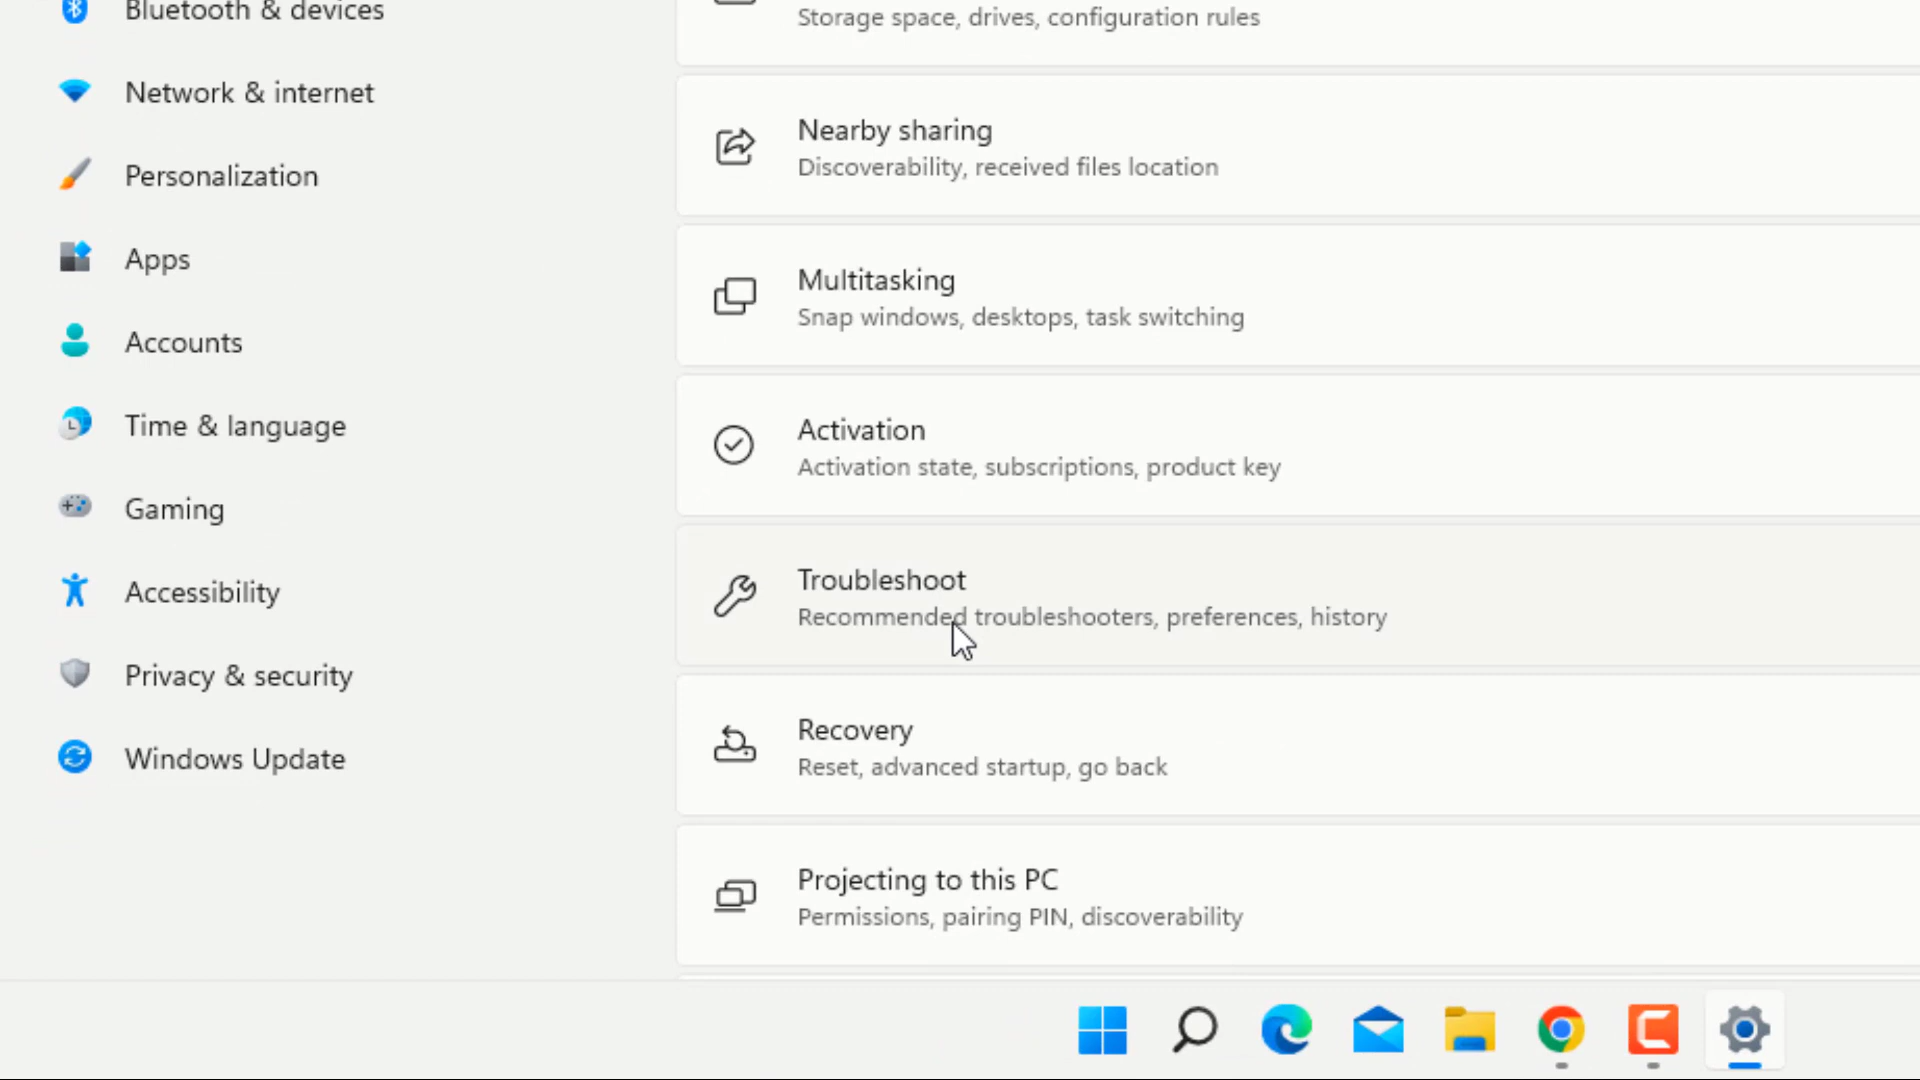 Bluetooth & devices
Network & internet
Personalization
Apps
Accounts
Time & language
Gaming
Accessibility
Privacy & security
Windows Update
Storage space, drives, configuration rules
Nearby sharing
Discoverability, received files location
Multitasking
Snap windows, desktops, task switching
Activation
Activation state, subscriptions, product key
Troubleshoot
Recommended troubleshooters, preferences, history
Recovery
Reset, advanced startup, go back
Projecting to this PC
Permissions, pairing PIN, discoverability